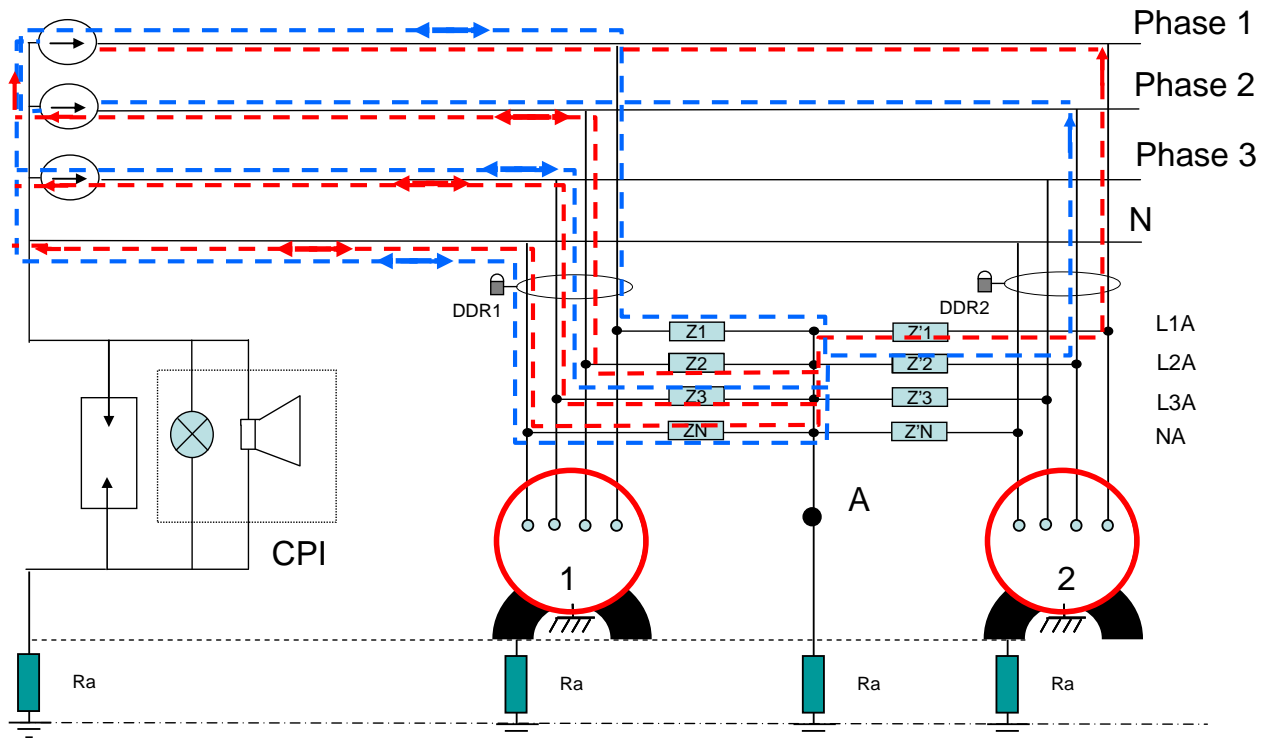 Phase 1
Phase 2
Phase 3
N
DDR1
DDR2
Z1
Z'1
L1A
Z2
Z'2
L2A
Z3
Z'3
L3A
ZN
Z'N
NA
A
CPI
1
2
Ra
Ra
Ra
Ra